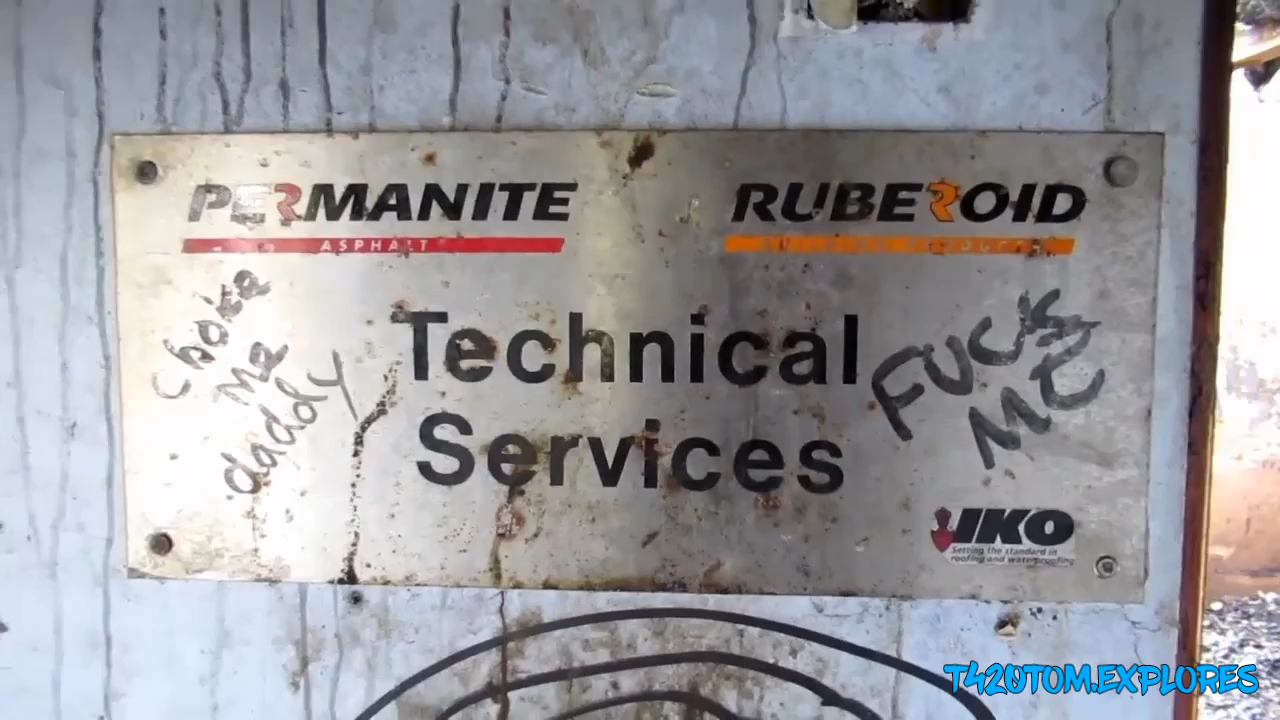 PERMANITE
ASPHALT
RUBEROID
Technical
Services
Choke
Me
daddy
FUCK
ME
IKO
Setting the standard in
roofing and waterproofing
T420TOM.EXPLORES